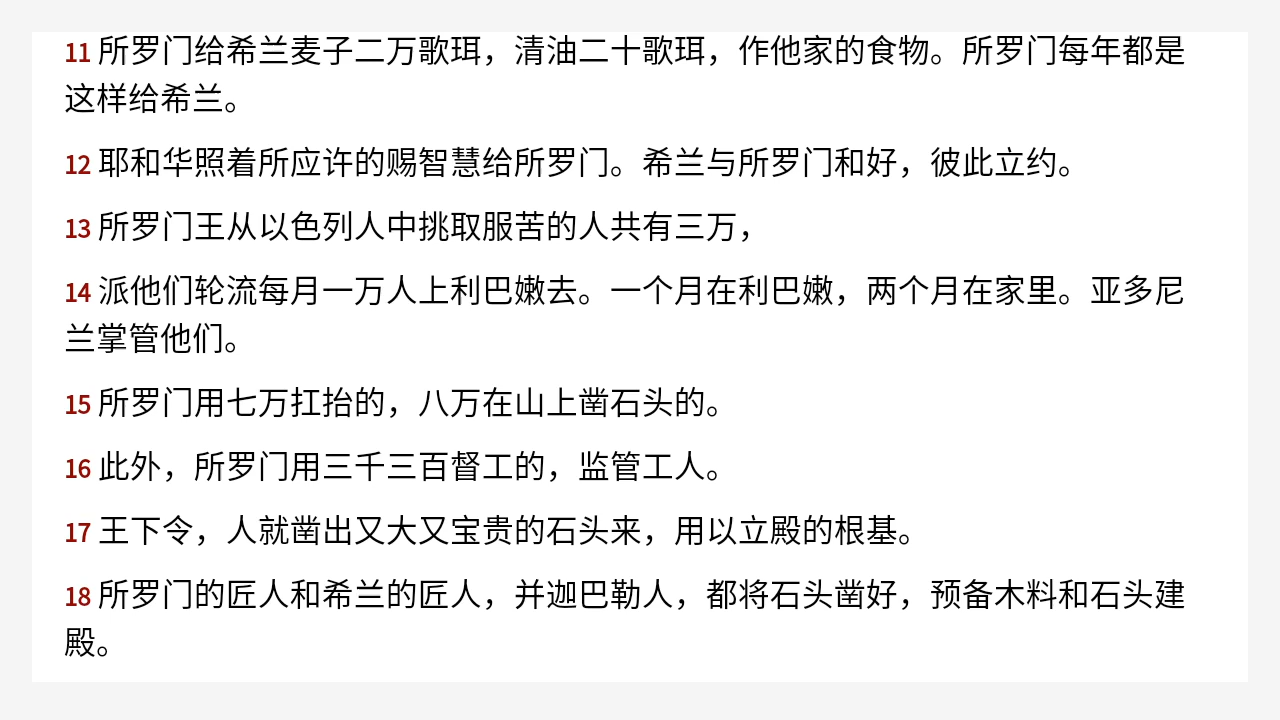 11 所罗门给希兰麦子二万歌珥，清油二十歌珥，作他家的食物。所罗门每年都是
这样给希兰。
12 耶和华照着所应许的赐智慧给所罗门。希兰与所罗门和好，彼此立约。
13 所罗门王从以色列人中挑取服苦的人共有三万，
14 派他们轮流每月一万人上利巴嫩去。一个月在利巴嫩，两个月在家里。亚多尼
兰掌管他们。
15 所罗门用七万扛抬的，八万在山上凿石头的。
16 此外，所罗门用三千三百督工的，监管工人。
17 王下令，人就凿出又大又宝贵的石头来，用以立殿的根基。
18 所罗门的匠人和希兰的匠人，并迦巴勒人，都将石头凿好，预备木料和石头建
殿。